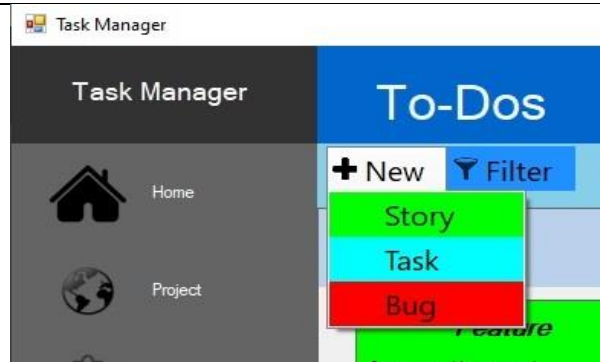 Task Manager
Task Manager
To-Dos
New Filter
Home
Story
Task
Project
Bug
Feature